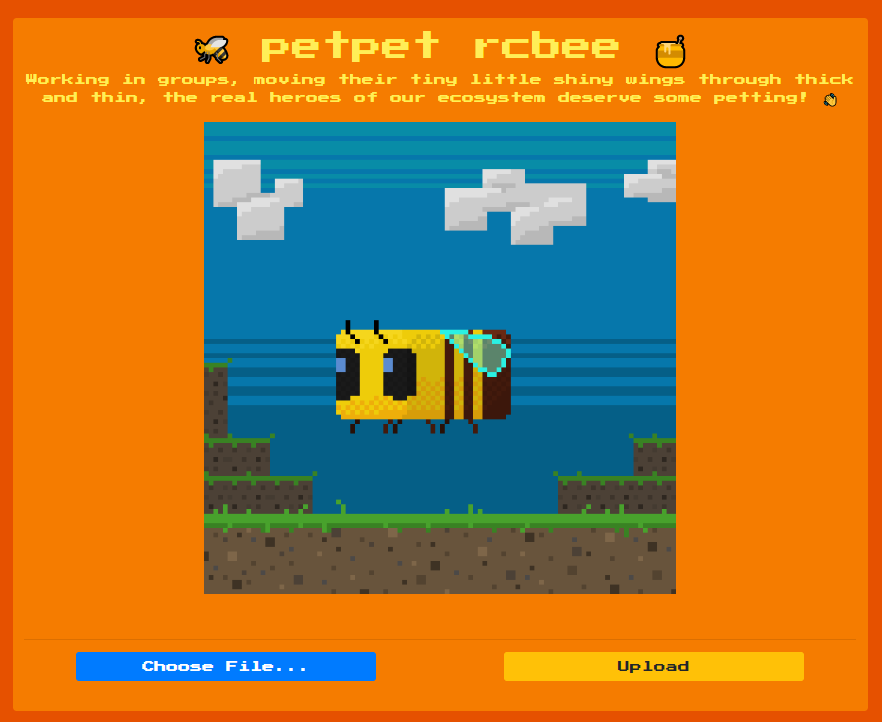 petpet rcbee
Working in groups, moving their tiny little shiny wings through thick
and thin, the real heroes of our ecosystem deserve some petting!
Choose File...
Upload